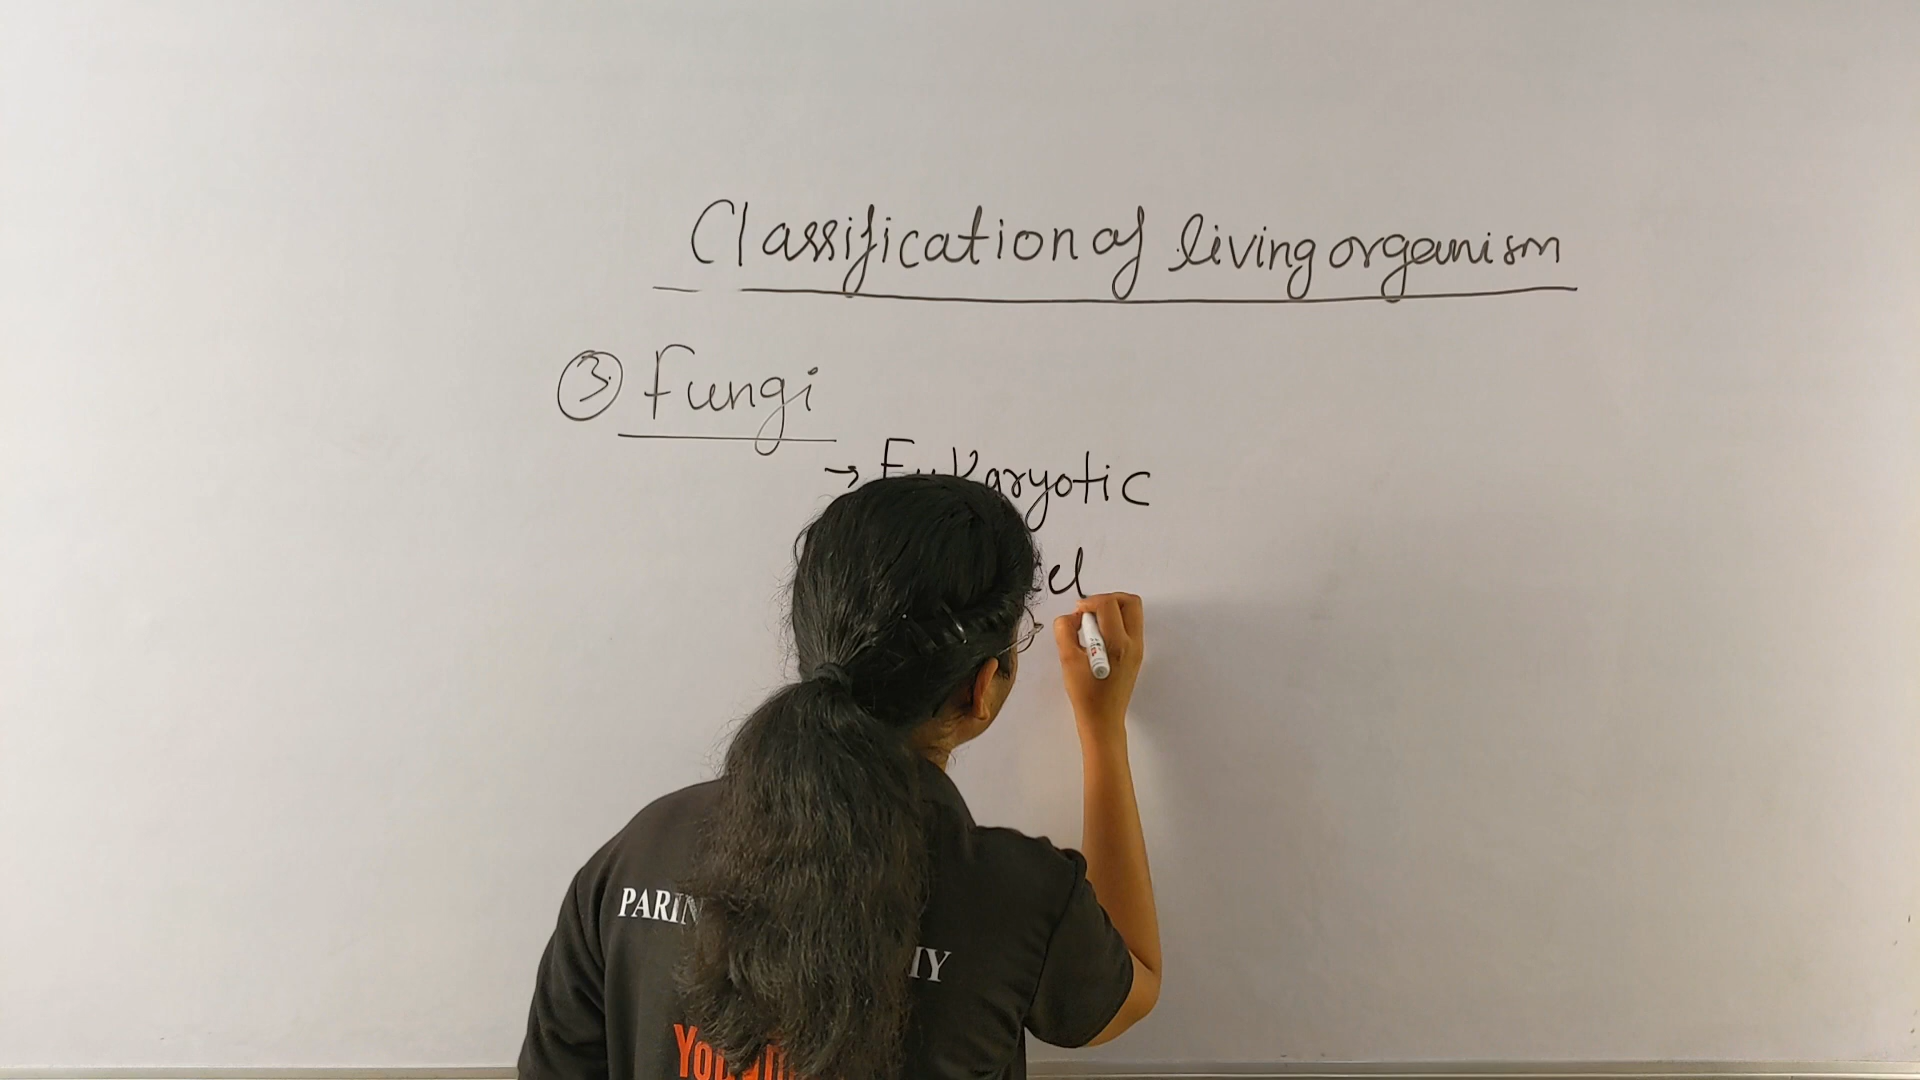 Classification of living organism
③ Fungi
→ Eukaryotic